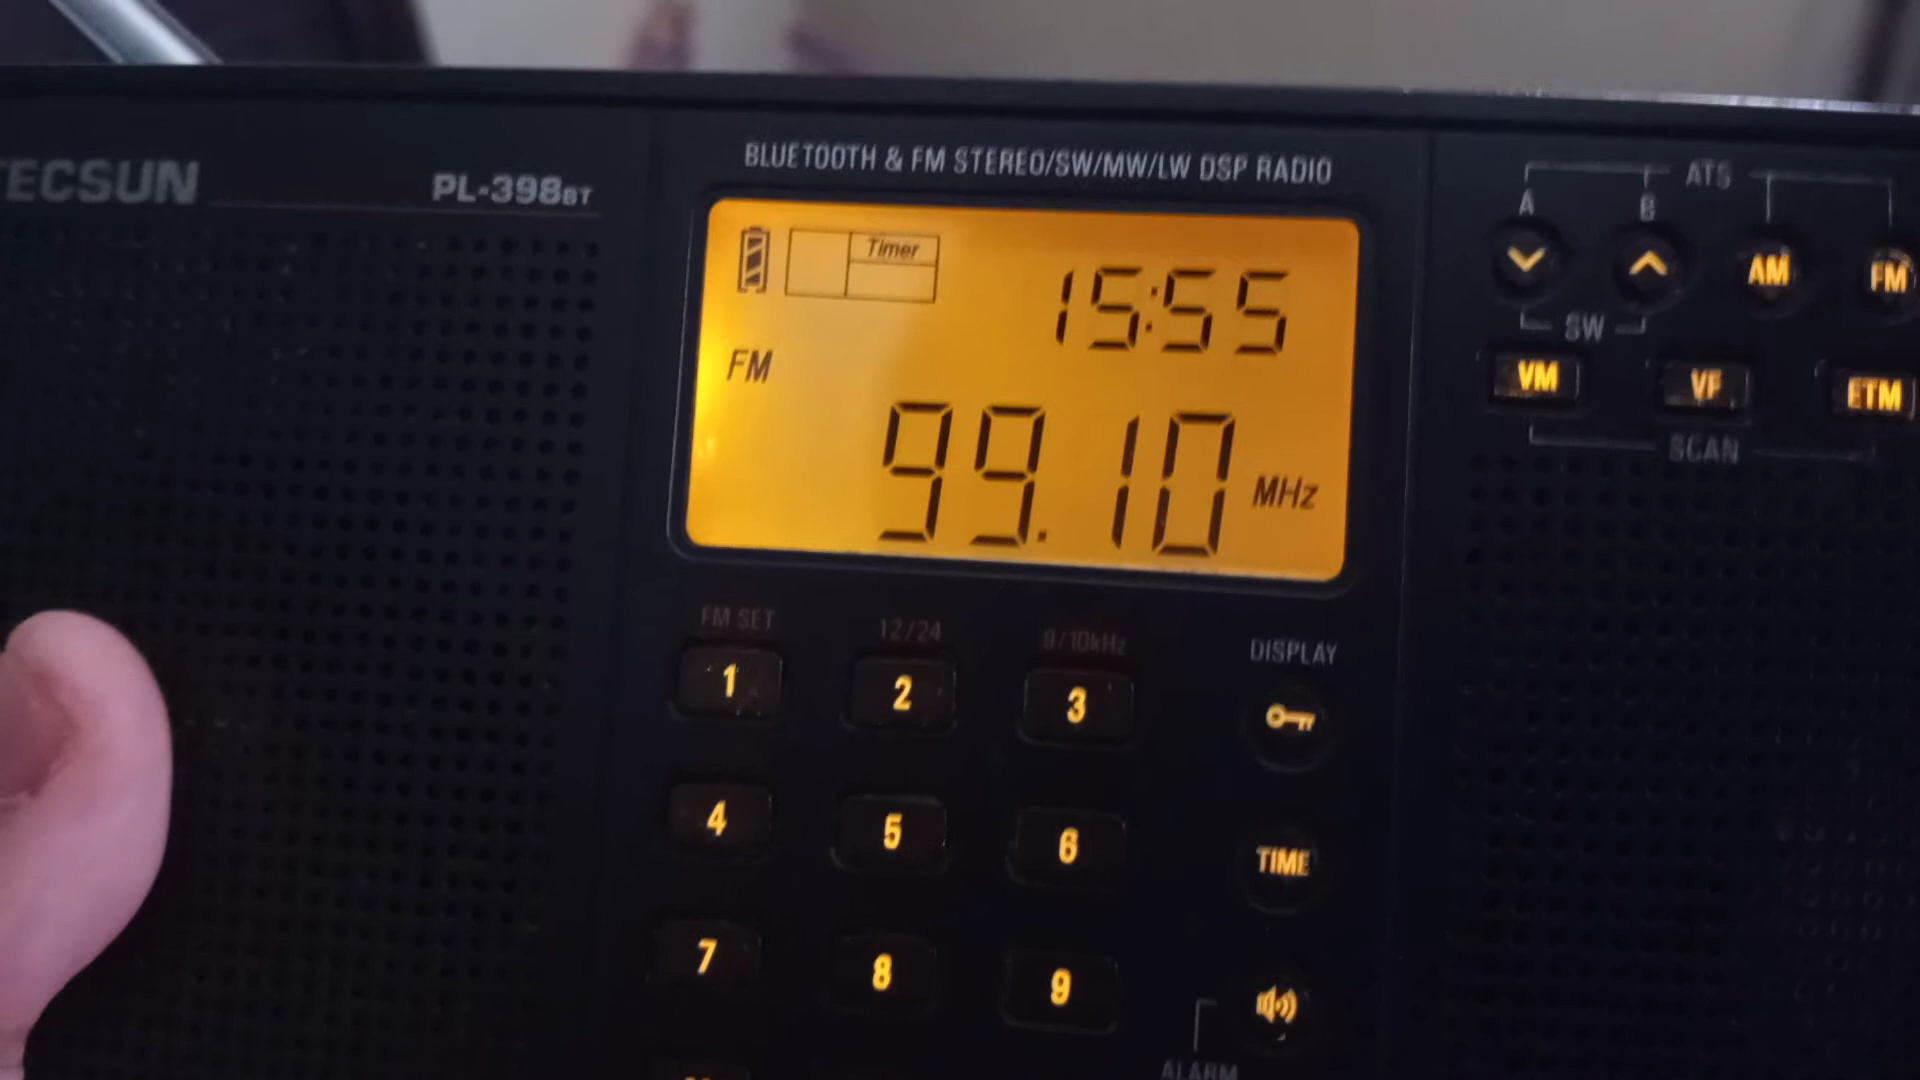 BLUETOOTH & FM STEREO/SW/MW/LW DSP RADIO
TECSUN
PL-398BT
Timer
15:55
FM
99.10 MHz
ATS
A B
AM FM
SW
VM VF ETM
SCAN
FM SET 12/24 9/10kHz DISPLAY
1 2 3
4 5 6 TIME
7 8 9
ALARM